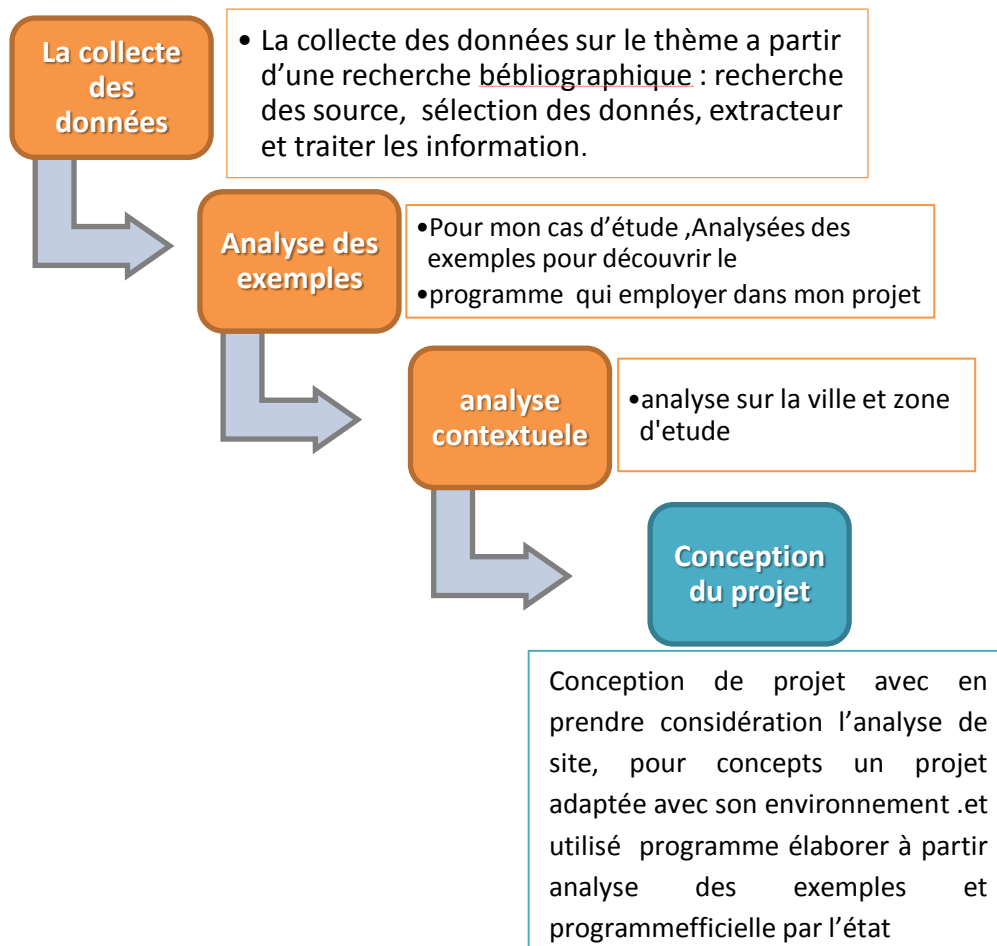 La collecte
des
données
• La collecte des données sur le thème a partir
d'une recherche bébliographique : recherche
des source, sélection des donnés, extracteur
et traiter les information.
Analyse des
exemples
•Pour mon cas d'étude ,Analysées des
exemples pour découvrir le
•programme qui employer dans mon projet
analyse
contextuele
•analyse sur la ville et zone
d'etude
Conception
du projet
Conception de projet avec en
prendre considération l'analyse de
site, pour concepts un projet
adaptée avec son environnement .et
utilisé programme élaborer à partir
analyse des exemples et
programmefficielle par l'état